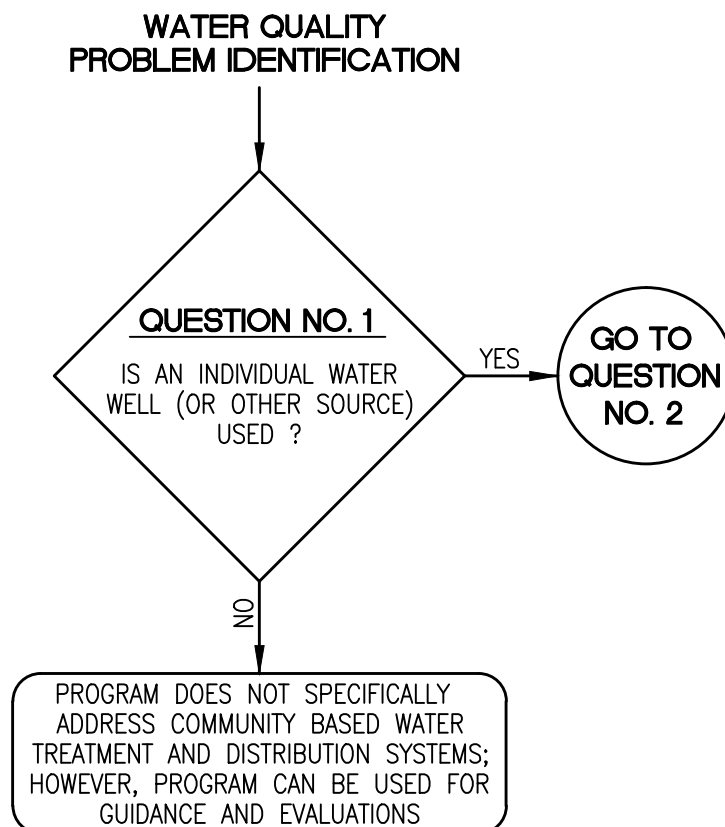 WATER QUALITY
PROBLEM IDENTIFICATION
QUESTION NO. 1
IS AN INDIVIDUAL WATER
WELL (OR OTHER SOURCE)
USED ?
YES
GO TO
QUESTION
NO. 2
NO
PROGRAM DOES NOT SPECIFICALLY
ADDRESS COMMUNITY BASED WATER
TREATMENT AND DISTRIBUTION SYSTEMS;
HOWEVER, PROGRAM CAN BE USED FOR
GUIDANCE AND EVALUATIONS